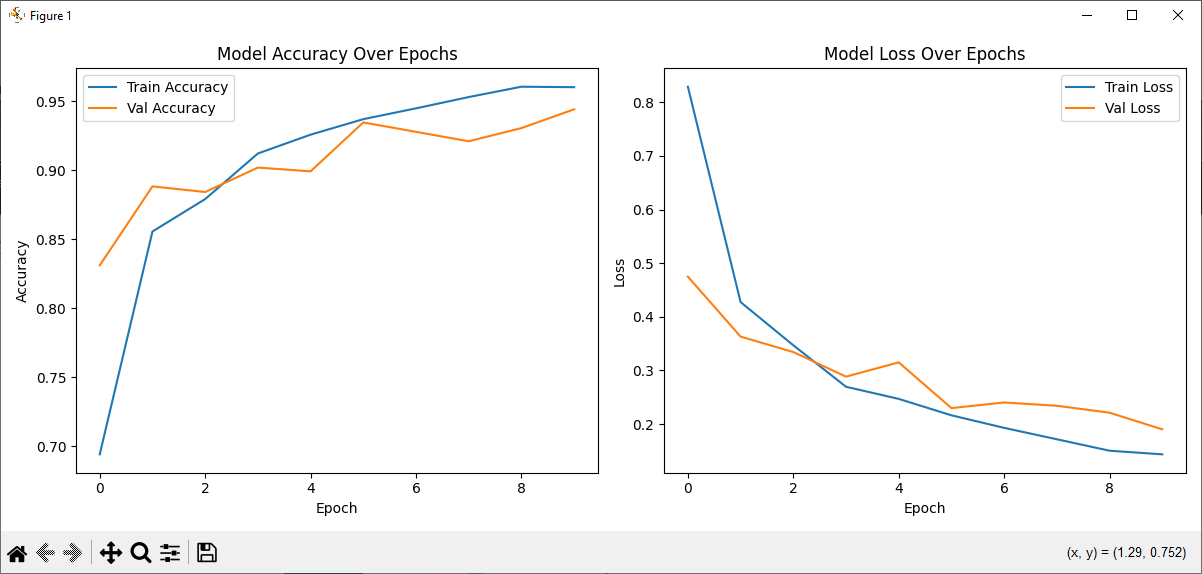 Figure 1
Model Accuracy Over Epochs
Train Accuracy
Val Accuracy
0.95
0.90
0.85
0.80
0.75
0.70
Accuracy
0 2 4 6 8
Epoch
Model Loss Over Epochs
Train Loss
Val Loss
0.8
0.7
0.6
0.5
0.4
0.3
0.2
Loss
0 2 4 6 8
Epoch
(x, y) = (1.29, 0.752)